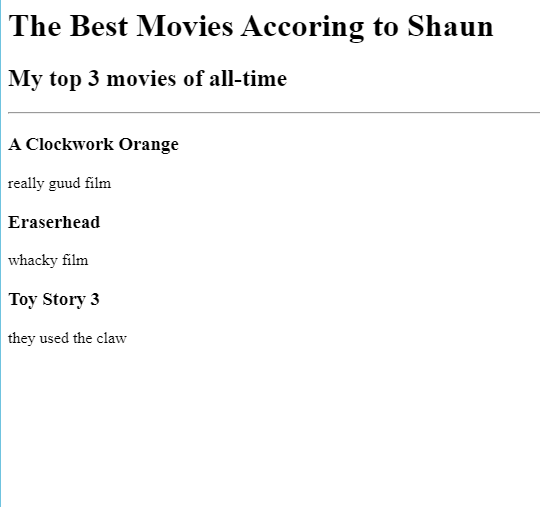 The Best Movies Accoring to Shaun
My top 3 movies of all-time
A Clockwork Orange
really guud film
Eraserhead
whacky film
Toy Story 3
they used the claw